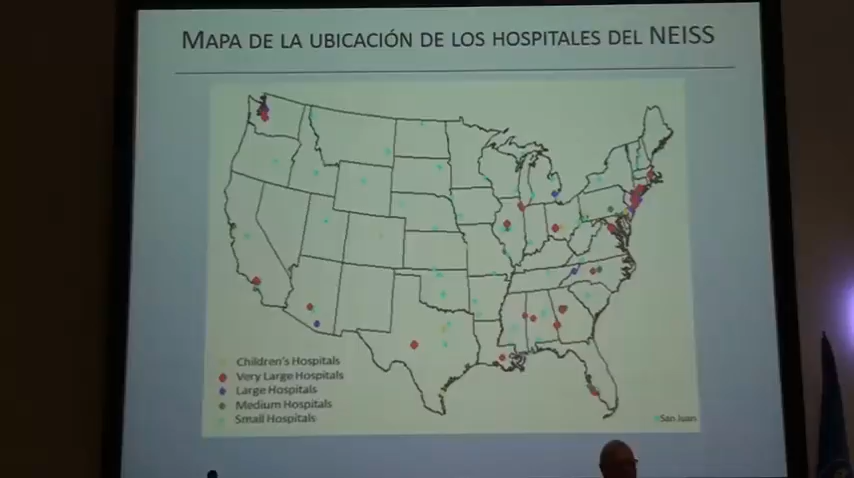 MAPA DE LA UBICACIÓN DE LOS HOSPITALES DEL NEISS
Children's Hospitals
Very Large Hospitals
Large Hospitals
Medium Hospitals
Small Hospitals
San Juan